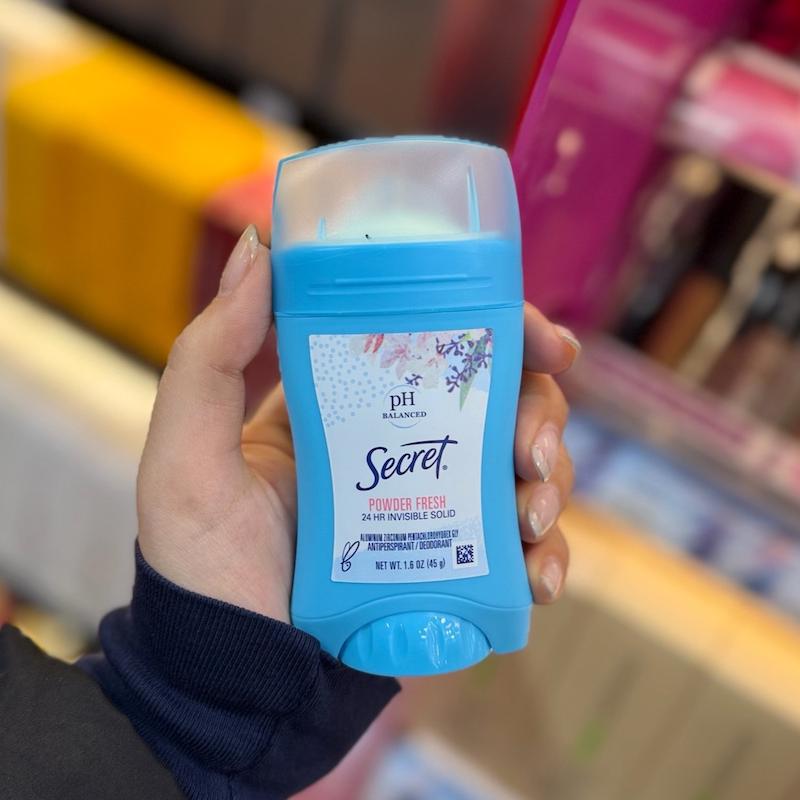 pH
BALANCED
Secret®
POWDER FRESH
24 HR INVISIBLE SOLID
ALUMINUM ZIRCONIUM PENTACHLOROHYDREX GLY
ANTIPERSPIRANT / DEODORANT
NET WT. 1.6 OZ (45 g)